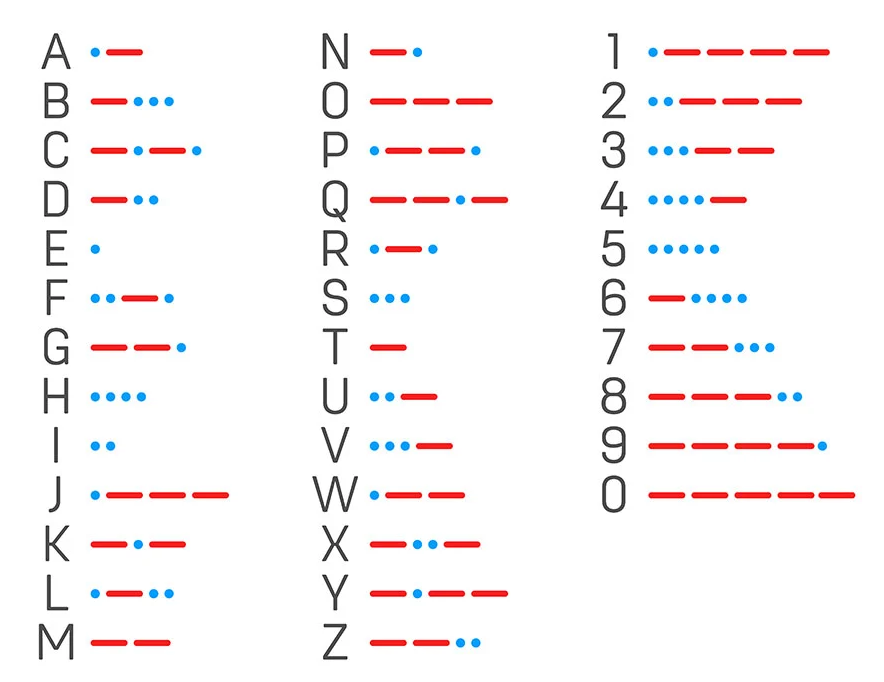 A •—
B —•••
C —•—•
D —••
E •
F ••—•
G ——•
H ••••
I ••
J •———
K —•—
L •—••
M ——
N —•
O ———
P •——•
Q ——•—
R •—•
S •••
T —
U ••—
V •••—
W •——
X —••—
Y —•——
Z ——••
1 •————
2 ••———
3 •••——
4 ••••—
5 •••••
6 —••••
7 ——•••
8 ———••
9 ————•
0 —————